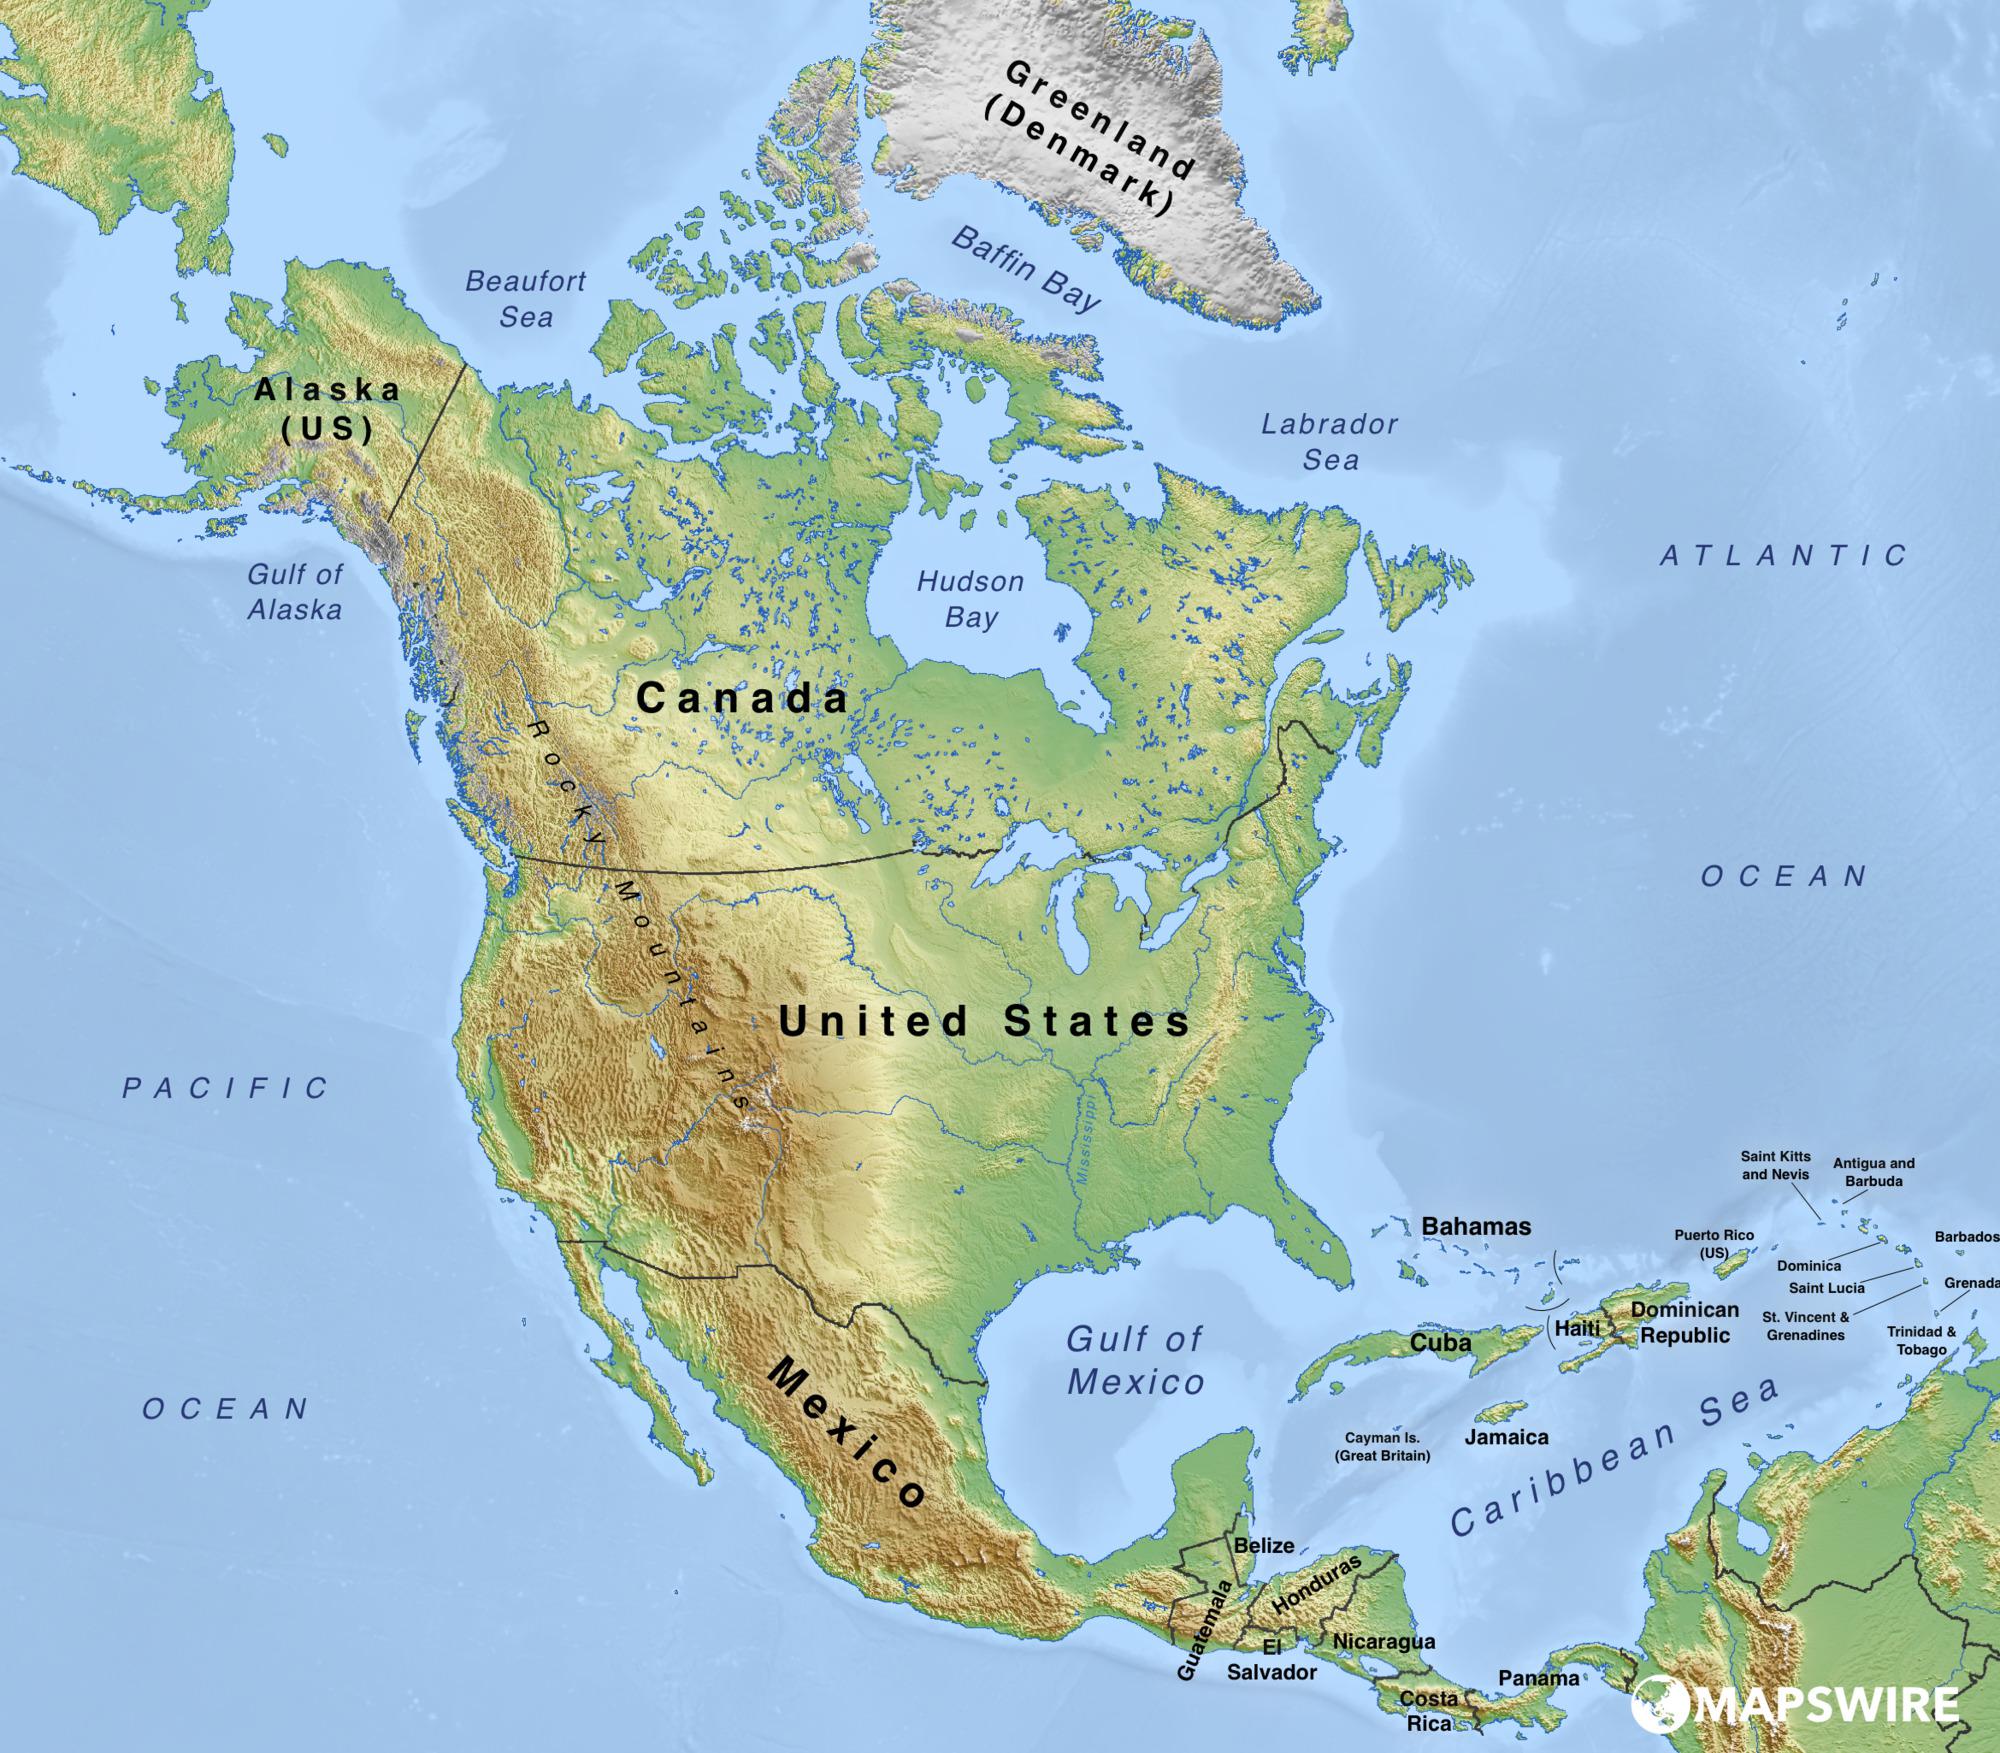 Greenland
(Denmark)
Baffin Bay
Beaufort
Sea
Alaska
(US)
Labrador
Sea
Gulf of
Alaska
Hudson
Bay
ATLANTIC
OCEAN
Canada
Rocky Mountains
United States
PACIFIC
OCEAN
Mississippi
Saint Kitts
and Nevis
Antigua and
Barbuda
Bahamas
Puerto Rico
(US)
Barbados
Dominica
Saint Lucia
Grenada
St. Vincent &
Grenadines
Trinidad &
Tobago
Dominican
Republic
Haiti
Cuba
Gulf of
Mexico
Mexico
Cayman Is.
(Great Britain)
Jamaica
Caribbean Sea
Belize
Honduras
Guatemala
El
Salvador
Nicaragua
Costa
Rica
Panama
MAPSWIRE